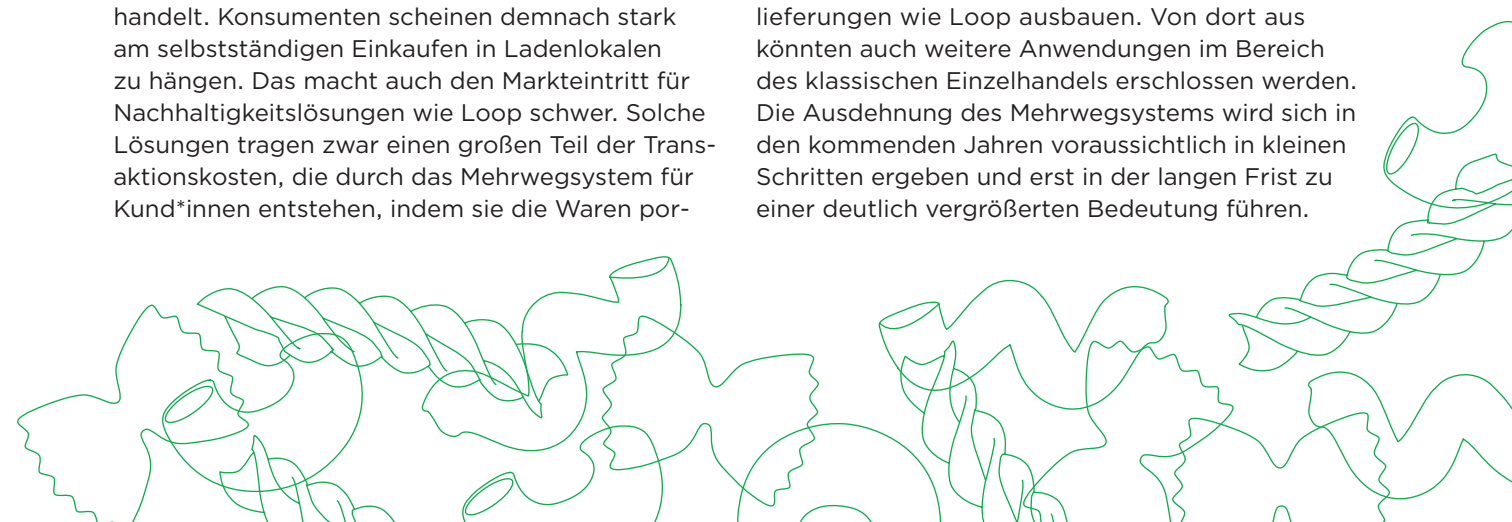 handelt. Konsumenten scheinen demnach stark
am selbstständigen Einkaufen in Ladenlokalen
zu hängen. Das macht auch den Markteintritt für
Nachhaltigkeitslösungen wie Loop schwer. Solche
Lösungen tragen zwar einen großen Teil der Trans-
aktionskosten, die durch das Mehrwegsystem für
Kund*innen entstehen, indem sie die Waren por-
lieferungen wie Loop ausbauen. Von dort aus
könnten auch weitere Anwendungen im Bereich
des klassischen Einzelhandels erschlossen werden.
Die Ausdehnung des Mehrwegsystems wird sich in
den kommenden Jahren voraussichtlich in kleinen
Schritten ergeben und erst in der langen Frist zu
einer deutlich vergrößerten Bedeutung führen.